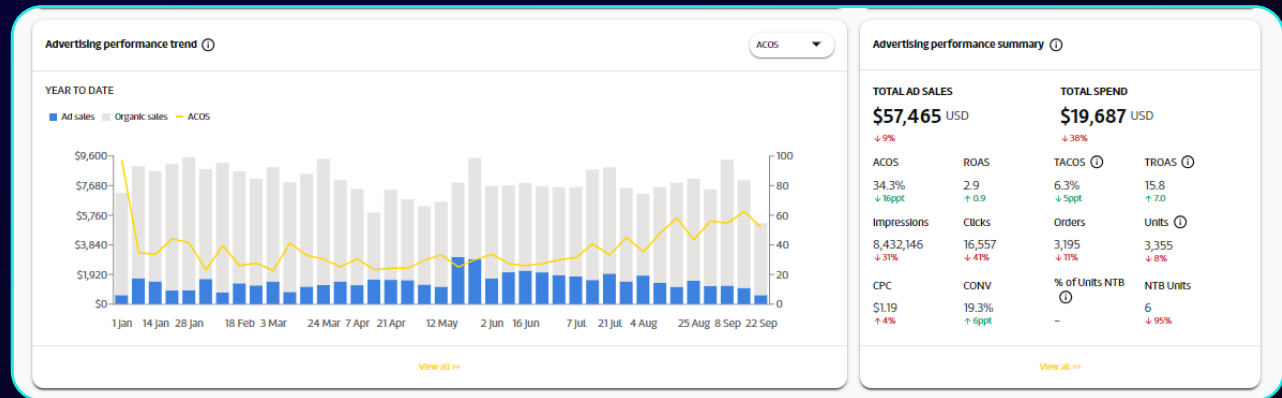 Advertising performance trend
ACOS
YEAR TO DATE
Ad sales Organic sales ACOS
$9,600 100
$7,680 80
$5,760 60
$3,840 40
$1,920 20
$0 0
1 Jan 14 Jan 28 Jan 18 Feb 3 Mar 24 Mar 7 Apr 21 Apr 12 May 2 Jun 16 Jun 7 Jul 21 Jul 4 Aug 25 Aug 8 Sep 22 Sep
View all >>
Advertising performance summary
TOTAL AD SALES TOTAL SPEND
$57,465 USD $19,687 USD
↓9% ↓38%
ACOS ROAS TACOS TROAS
34.3% 2.9 6.3% 15.8
↓16ppt ↑0.9 ↓5ppt ↑7.0
Impressions Clicks Orders Units
8,432,146 16,557 3,195 3,355
↓31% ↓41% ↓11% ↓8%
CPC CONV % of Units NTB NTB Units
$1.19 19.3% – 6
↑4% ↑6ppt ↓95%
View all >>